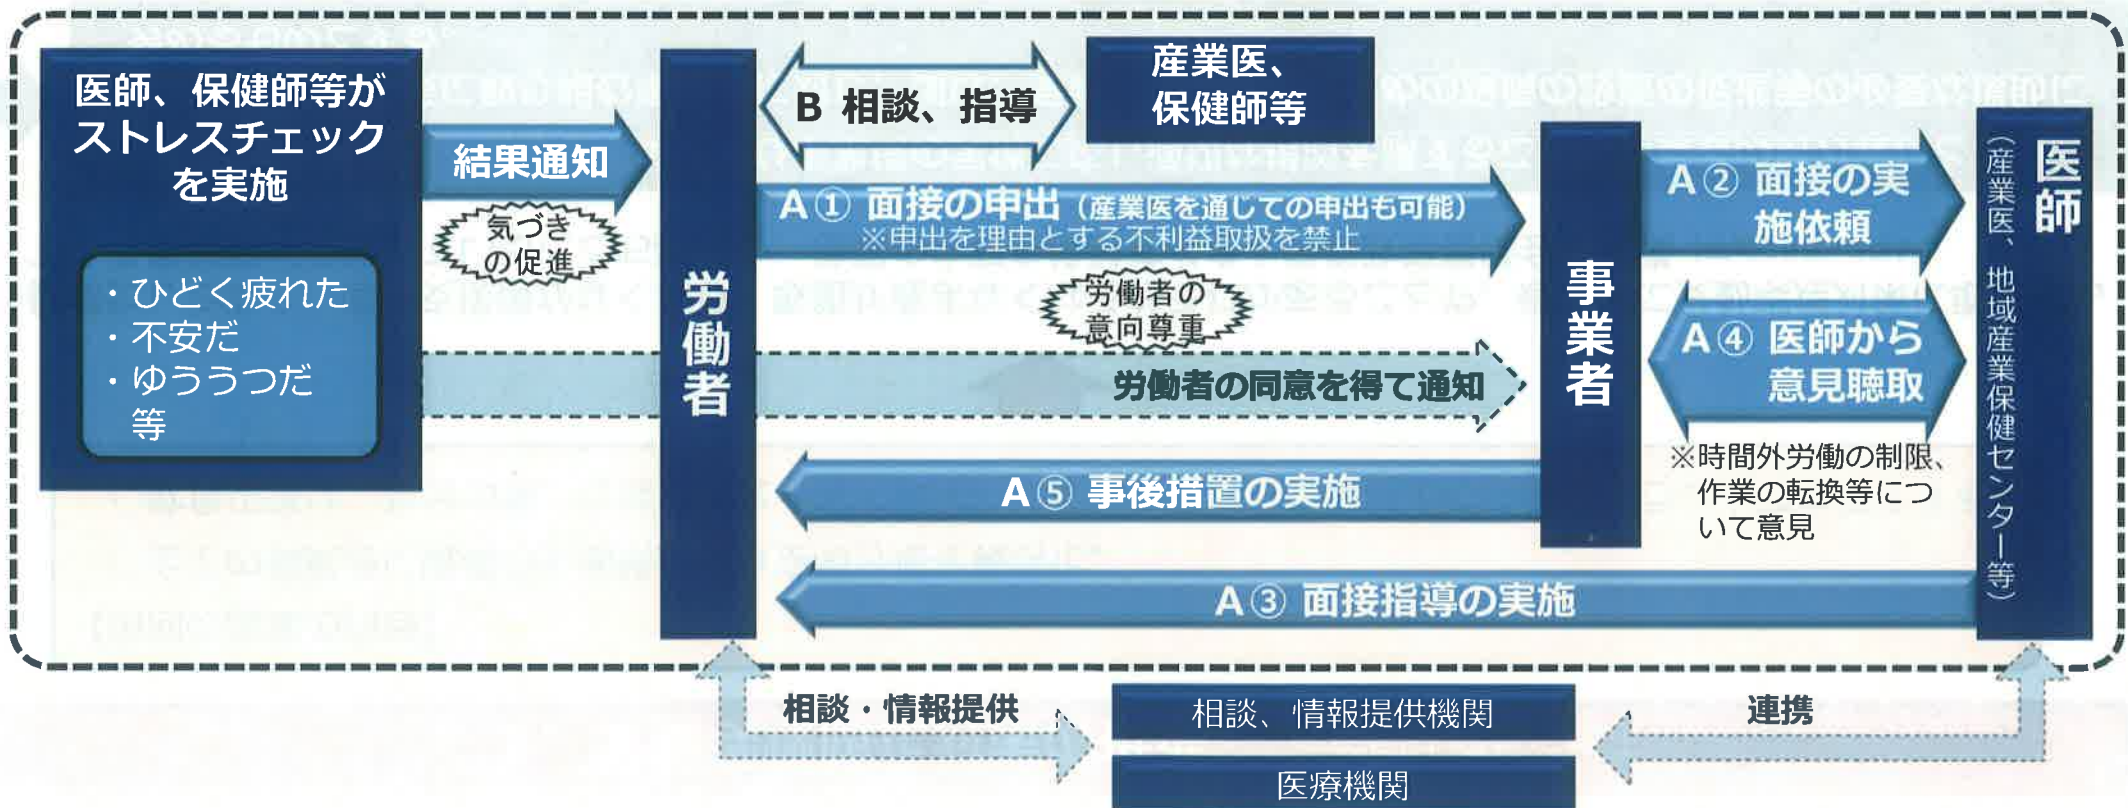 医師、保健師等が
ストレスチェック
を実施
・ひどく疲れた
・不安だ
・ゆううつだ
等
結果通知
気づき
の促進
労働者
B 相談、指導
産業医、
保健師等
A① 面接の申出（産業医を通じての申出も可能）
※申出を理由とする不利益取扱を禁止
労働者の
意向尊重
労働者の同意を得て通知
A⑤ 事後措置の実施
A③ 面接指導の実施
事業者
A② 面接の実
施依頼
A④ 医師から
意見聴取
※時間外労働の制限、
作業の転換等につ
いて意見
医師
（産業医、地域産業保健センター等）
相談・情報提供
相談、情報提供機関
医療機関
連携